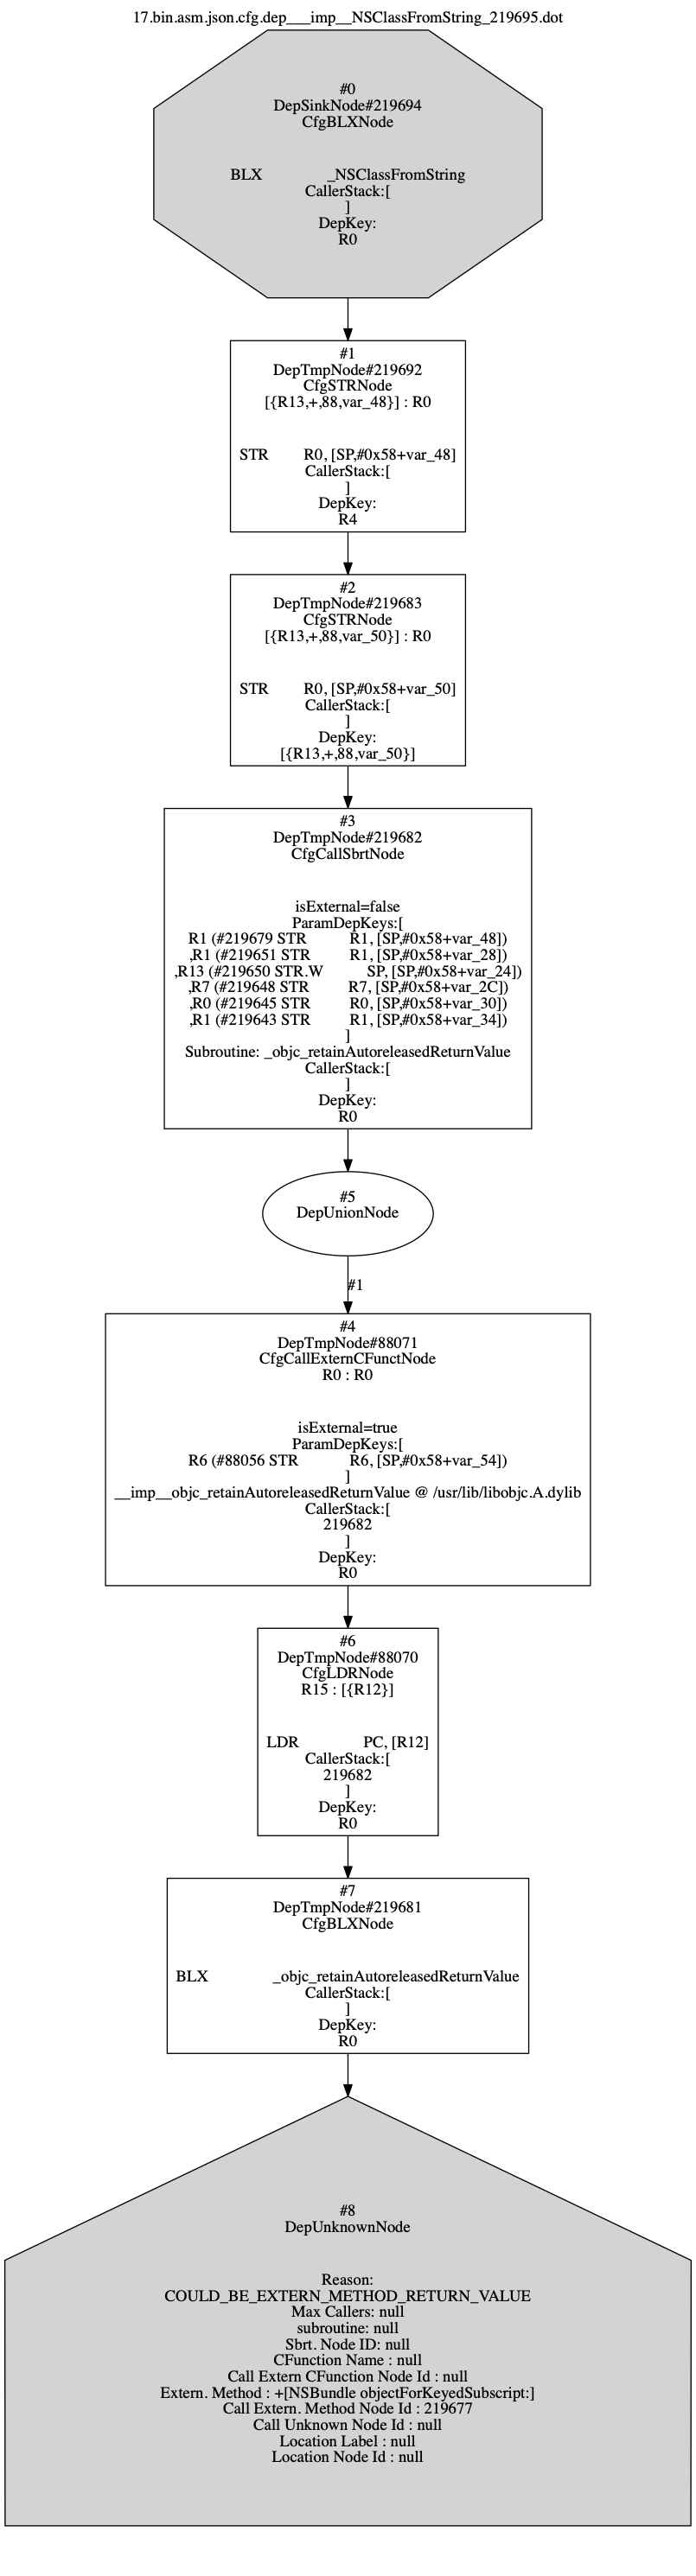 17.bin.asm.json.cfg.dep___imp__NSClassFromString_219695.dot
#0
DepSinkNode#219694
CfgBLXNode
BLX _NSClassFromString
CallerStack:[
]
DepKey:
R0
#1
DepTmpNode#219692
CfgSTRNode
[{R13,+,88,var_48}] : R0
STR R0, [SP,#0x58+var_48]
CallerStack:[
]
DepKey:
R4
#2
DepTmpNode#219683
CfgSTRNode
[{R13,+,88,var_50}] : R0
STR R0, [SP,#0x58+var_50]
CallerStack:[
]
DepKey:
[{R13,+,88,var_50}]
#3
DepTmpNode#219682
CfgCallSbrtNode
isExternal=false
ParamDepKeys:[
R1 (#219679 STR R1, [SP,#0x58+var_48])
,R1 (#219651 STR R1, [SP,#0x58+var_28])
,R13 (#219650 STR.W SP, [SP,#0x58+var_24])
,R7 (#219648 STR R7, [SP,#0x58+var_2C])
,R0 (#219645 STR R0, [SP,#0x58+var_30])
,R1 (#219643 STR R1, [SP,#0x58+var_34])
]
Subroutine: _objc_retainAutoreleasedReturnValue
CallerStack:[
]
DepKey:
R0
#5
DepUnionNode
#1
#4
DepTmpNode#88071
CfgCallExternCFunctNode
R0 : R0
isExternal=true
ParamDepKeys:[
R6 (#88056 STR R6, [SP,#0x58+var_54])
]
__imp__objc_retainAutoreleasedReturnValue @ /usr/lib/libobjc.A.dylib
CallerStack:[
219682
]
DepKey:
R0
#6
DepTmpNode#88070
CfgLDRNode
R15 : [{R12}]
LDR PC, [R12]
CallerStack:[
219682
]
DepKey:
R0
#7
DepTmpNode#219681
CfgBLXNode
BLX _objc_retainAutoreleasedReturnValue
CallerStack:[
]
DepKey:
R0
#8
DepUnknownNode
Reason:
COULD_BE_EXTERN_METHOD_RETURN_VALUE
Max Callers: null
subroutine: null
Sbrt. Node ID: null
CFunction Name : null
Call Extern CFunction Node Id : null
Extern. Method : +[NSBundle objectForKeyedSubscript:]
Call Extern. Method Node Id : 219677
Call Unknown Node Id : null
Location Label : null
Location Node Id : null